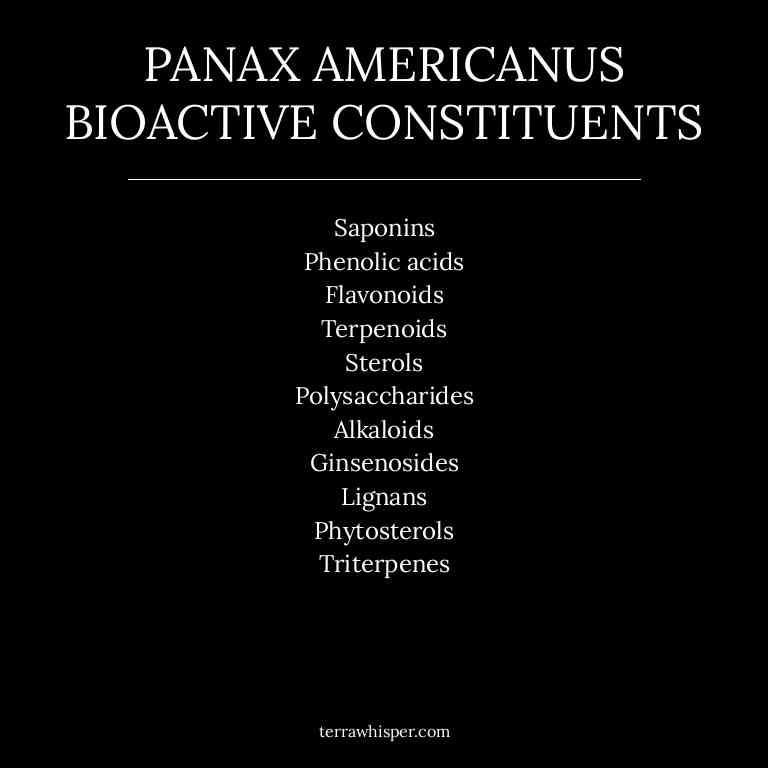 PANAX AMERICANUS
BIOACTIVE CONSTITUENTS
Saponins
Phenolic acids
Flavonoids
Terpenoids
Sterols
Polysaccharides
Alkaloids
Ginsenosides
Lignans
Phytosterols
Triterpenes
terrawhisper.com